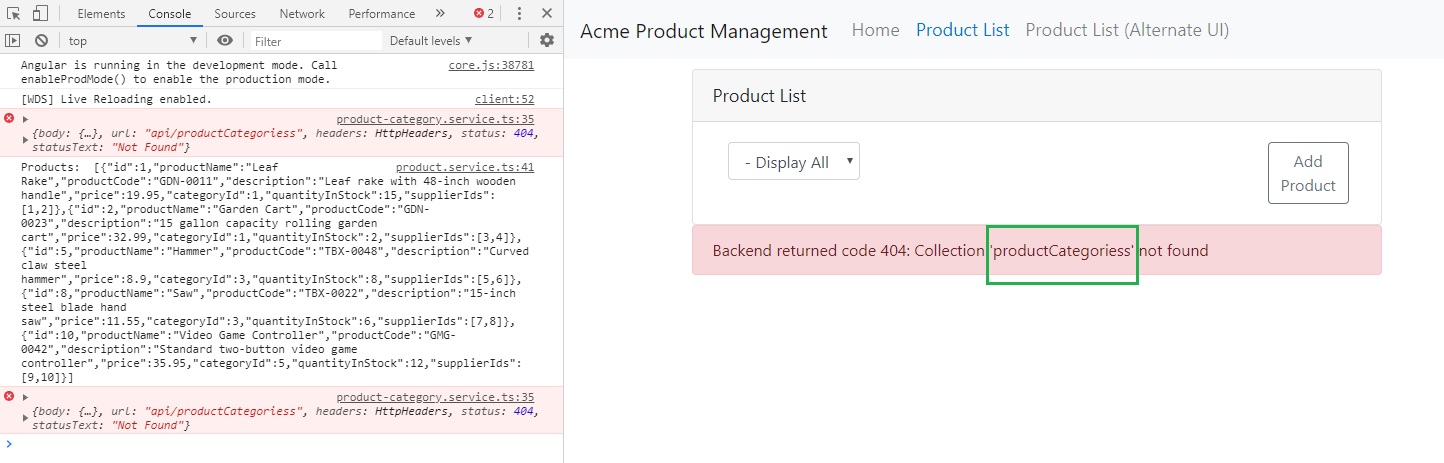 Elements Console Sources Network Performance » 2
top Filter Default levels
Angular is running in the development mode. Call core.js:38781
enableProdMode() to enable the production mode.
[WDS] Live Reloading enabled. client:52
product-category.service.ts:35
{body: {…}, url: "api/productCategoriess", headers: HttpHeaders, status: 404,
statusText: "Not Found"}
Products: [{"id":1,"productName":"Leaf product.service.ts:41
Rake","productCode":"GDN-0011","description":"Leaf rake with 48-inch wooden
handle","price":19.95,"categoryId":1,"quantityInStock":15,"supplierIds":
[1,2]},{"id":2,"productName":"Garden Cart","productCode":"GDN-
0023","description":"15 gallon capacity rolling garden
cart","price":32.99,"categoryId":1,"quantityInStock":2,"supplierIds":[3,4]},
{"id":5,"productName":"Hammer","productCode":"TBX-0048","description":"Curved
claw steel
hammer","price":8.9,"categoryId":3,"quantityInStock":8,"supplierIds":[5,6]},
{"id":8,"productName":"Saw","productCode":"TBX-0022","description":"15-inch
steel blade hand
saw","price":11.55,"categoryId":3,"quantityInStock":6,"supplierIds":[7,8]},
{"id":10,"productName":"Video Game Controller","productCode":"GMG-
0042","description":"Standard two-button video game
controller","price":35.95,"categoryId":5,"quantityInStock":12,"supplierIds":
[9,10]}]
product-category.service.ts:35
{body: {…}, url: "api/productCategoriess", headers: HttpHeaders, status: 404,
statusText: "Not Found"}
Acme Product Management Home Product List Product List (Alternate UI)
Product List
- Display All
Add
Product
Backend returned code 404: Collection 'productCategoriess' not found